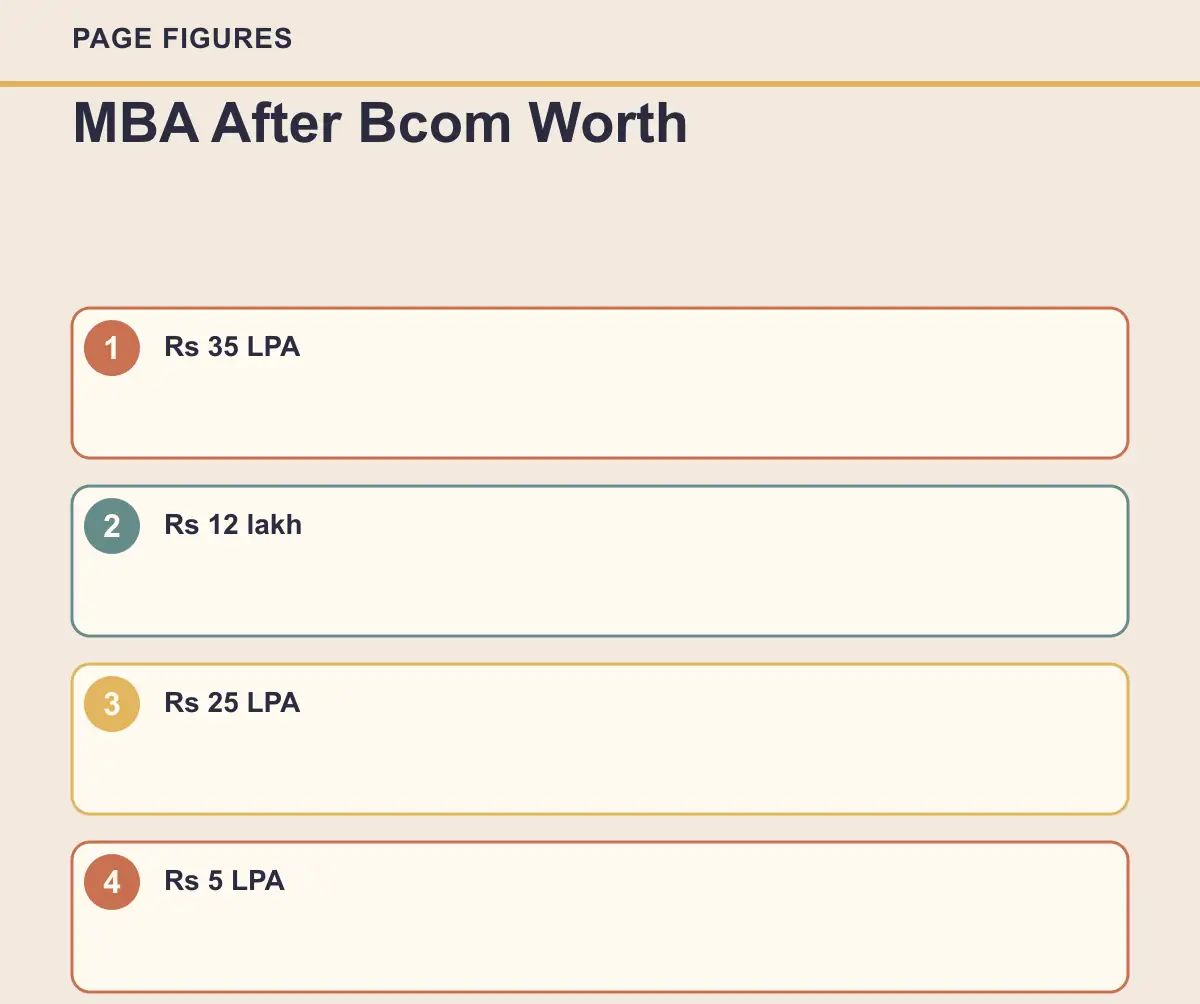 PAGE FIGURES
MBA After Bcom Worth
1 Rs 35 LPA
2 Rs 12 lakh
3 Rs 25 LPA
4 Rs 5 LPA